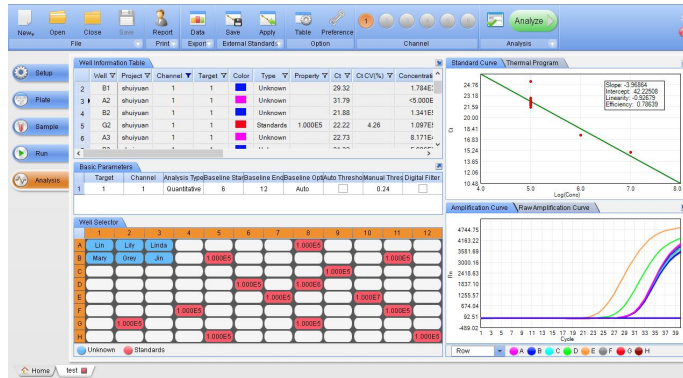 New Open Close Save Report Data Save Apply Table Preference 1 Analyze
File Print Export External Standards Option Channel Analysis
Setup
Plate
Sample
Run
Analysis
Well Information Table
Well Project Channel Target Color Type Property Ct Ct CV(%) Concentrati
2 B1 shuiyuan 1 1 Unknown 29.32 1.784E
3 A2 shuiyuan 1 1 Unknown 31.79 <5.000E
4 B2 shuiyuan 1 1 Unknown 21.88 1.341E
5 G2 shuiyuan 1 1 Standards 1.000E5 22.22 4.26 1.097E
6 A3 shuiyuan 1 1 Unknown 22.73 8.171E
Basic Parameters
Target Channel Analysis Type Baseline Star Baseline End Baseline Opti Auto Thresho Manual Thres Digital Filter
1 1 1 Quantitative 6 12 Auto 0.24
Well Selector
1 2 3 4 5 6 7 8 9 10 11 12
A Lin Lily Linda 1.000E5
B Mary Grey Jin 1.000E5 1.000E5 1.000E5
C 1.000E5
D 1.000E5 1.000E5
E 1.000E5 1.000E7
F 1.000E5 1.000E5
G 1.000E5 1.000E5
H 1.000E5 1.000E5
Unknown Standards
Standard Curve Thermal Program
Slope: -3.96864
Intercept: 42.22508
Linearity: -0.92679
Efficiency: 0.78639
24.76
23.18
21.59
20.00
18.41
16.83
15.24
13.65
12.06
10.48
Ct
4.0 5.0 6.0 7.0 8.0
Log(Conc)
Amplification Curve Raw Amplification Curve
4744.75
4163.22
3581.69
3000.16
2418.63
1837.10
1255.57
674.04
92.51
-489.02
Rn
1 3 5 7 9 11 13 15 17 19 21 23 25 27 29 31 33 35 37 39
Cycle
Row A B C D E F G H
Home test